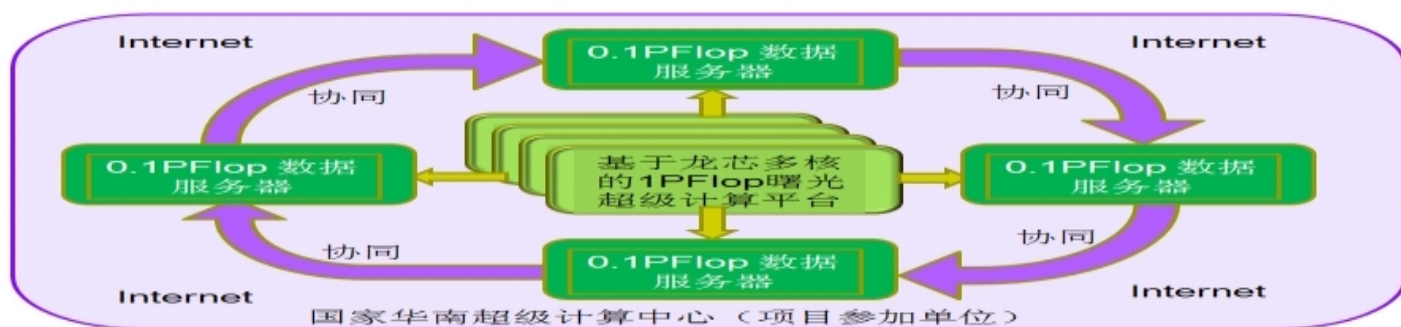 Internet
Internet
0.1PFlop 数据
服务器
协同
协同
0.1PFlop 数据
服务器
基于龙芯多核
的1PFlop曙光
超级计算平台
0.1PFlop 数据
服务器
协同
协同
0.1PFlop 数据
服务器
Internet
Internet
国家华南超级计算中心（项目参加单位）